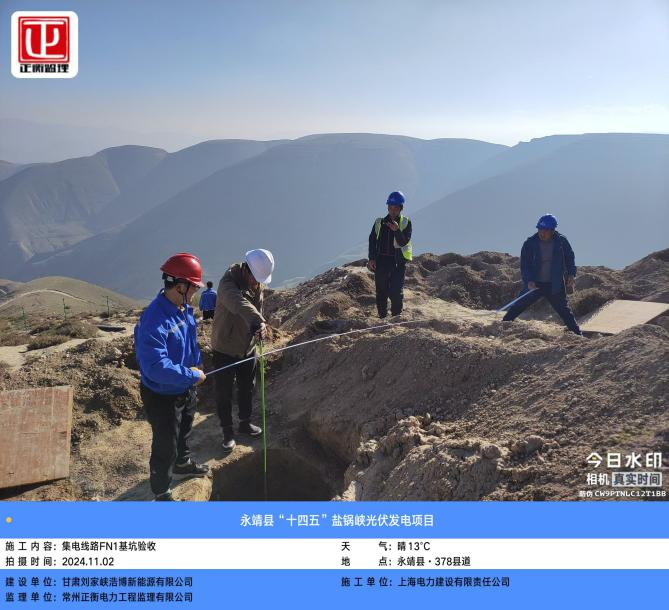 正衡监理
今日水印
相机 真实时间
防伪 CW9PTNLC12T1BB
永靖县“十四五”盐锅峡光伏发电项目
施工内容：集电线路FN1基坑验收
天 气：晴 13℃
拍摄时间：2024.11.02
地 点：永靖县·378县道
建设单位：甘肃刘家峡浩博新能源有限公司
施工单位：上海电力建设有限责任公司
监理单位：常州正衡电力工程监理有限公司